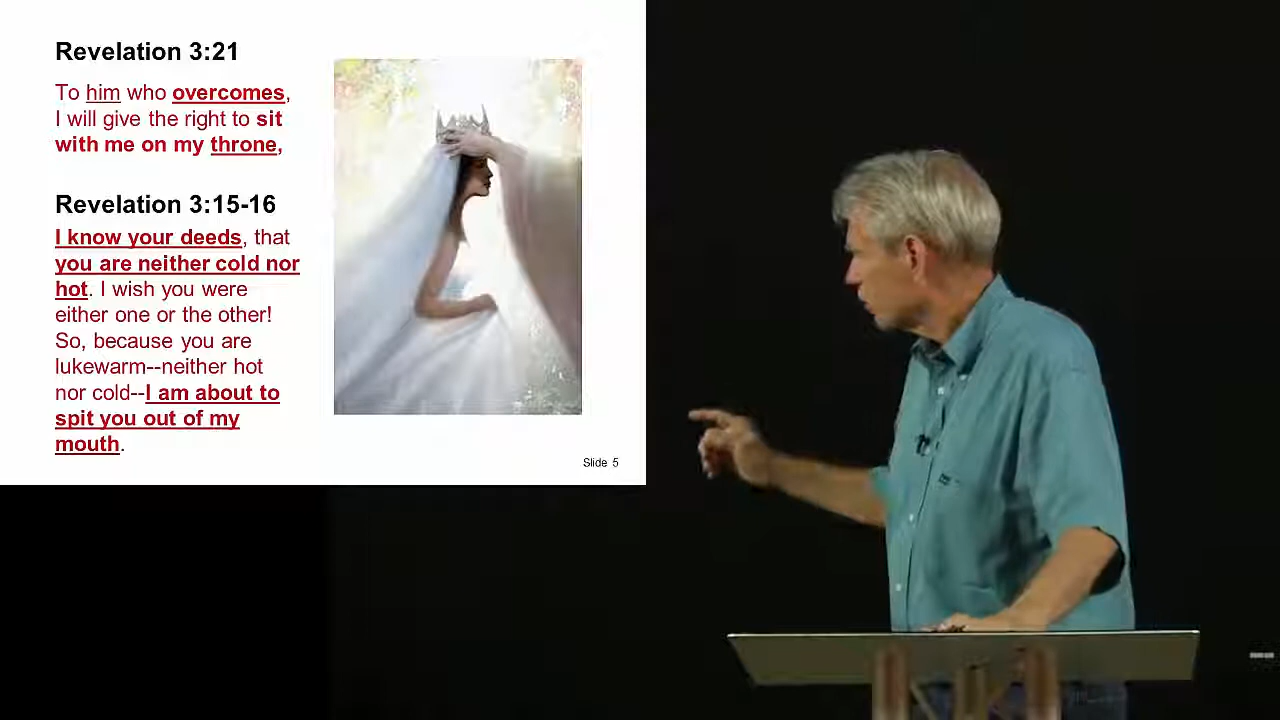 Revelation 3:21
To him who overcomes,
I will give the right to sit
with me on my throne,
Revelation 3:15-16
I know your deeds, that
you are neither cold nor
hot. I wish you were
either one or the other!
So, because you are
lukewarm--neither hot
nor cold--I am about to
spit you out of my
mouth.
Slide 5